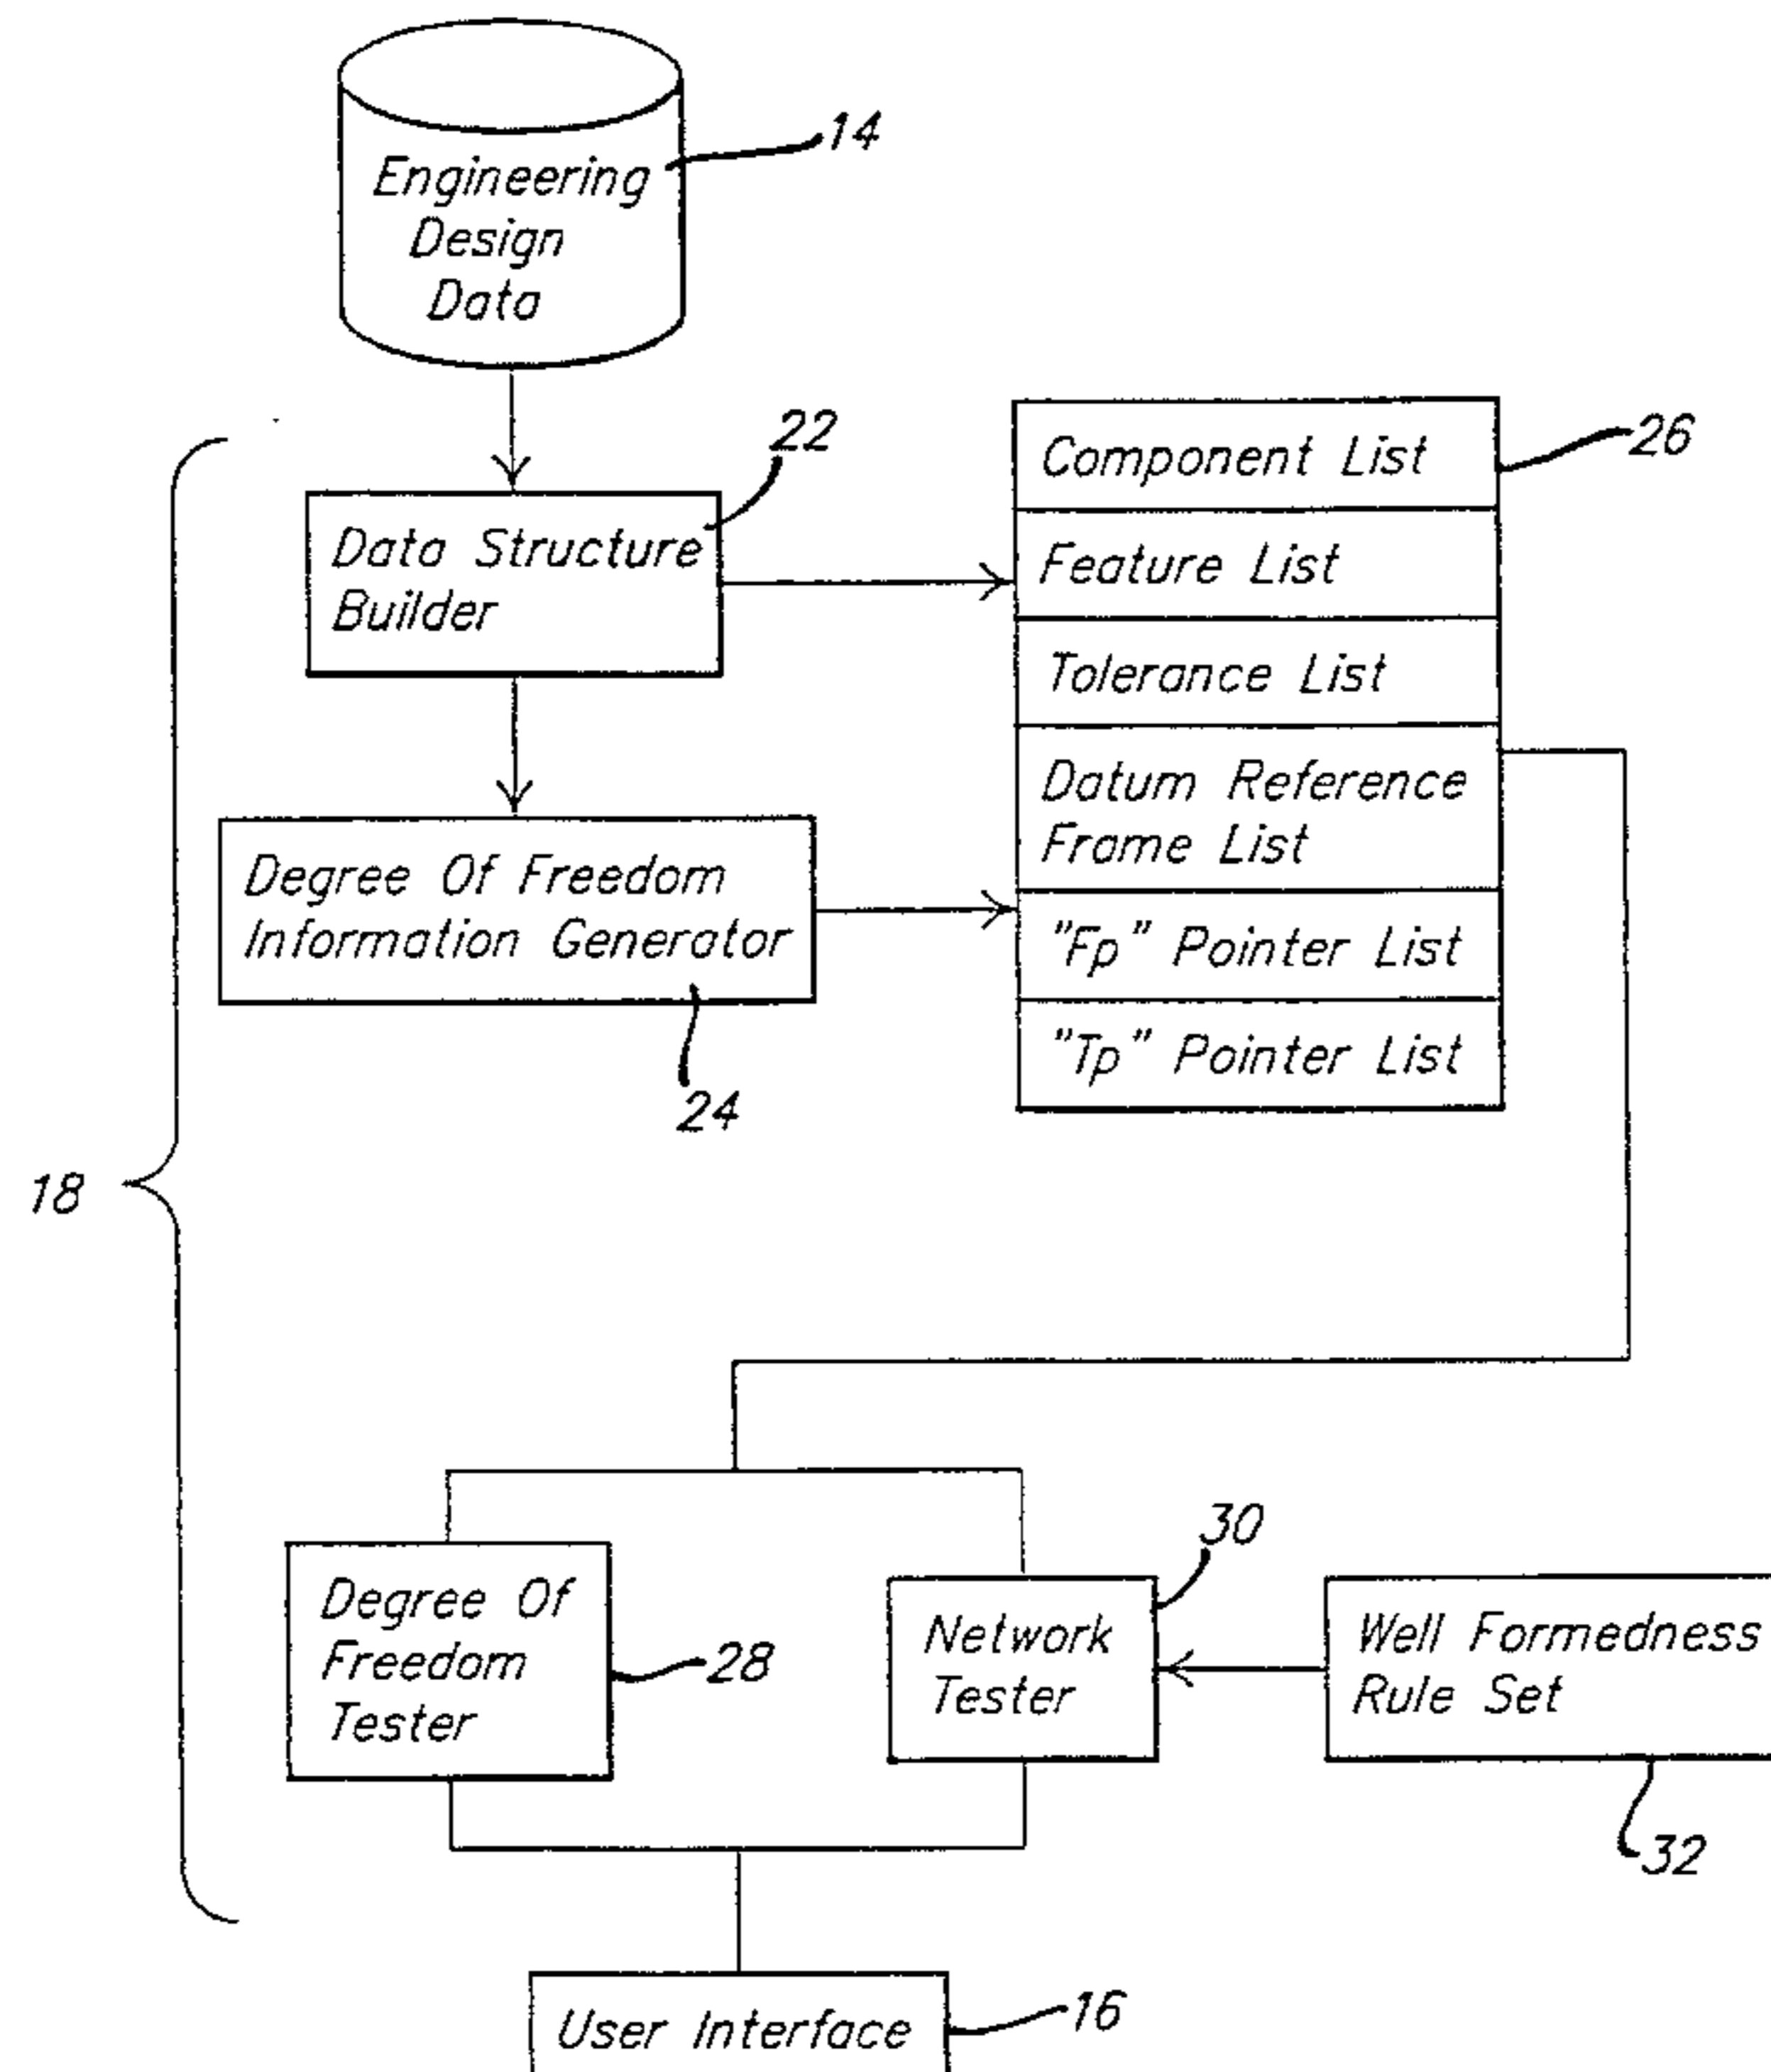 14
Engineering
Design
Data
22
26
Component List
Data Structure
Builder
Feature List
Tolerance List
Datum Reference
Frame List
Degree Of Freedom
Information Generator
"Fp" Pointer List
"Tp" Pointer List
24
18
30
Degree Of
Freedom
Tester
28
Network
Tester
Well Formedness
Rule Set
32
User Interface
16